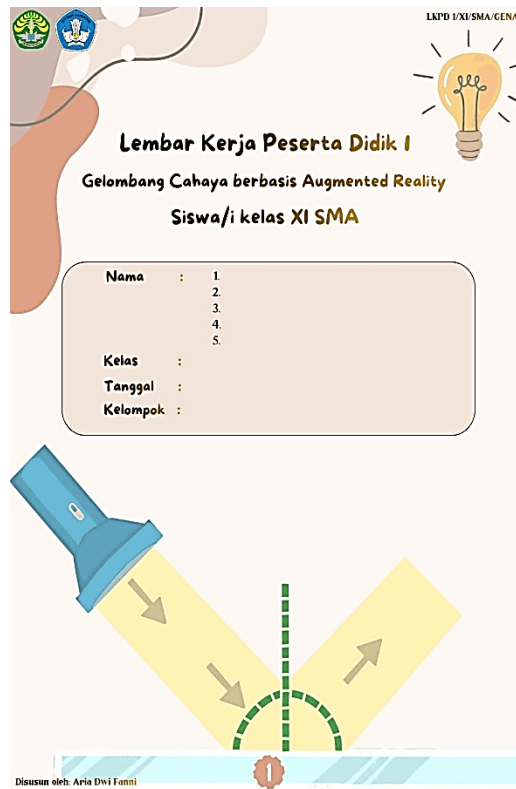 LKPD 1/XI/SMA/GENA
Lembar Kerja Peserta Didik 1
Gelombang Cahaya berbasis Augmented Reality
Siswa/i kelas XI SMA
Nama : 1.
2.
3.
4.
5.
Kelas :
Tanggal :
Kelompok :
1
Disusun oleh: Aria Dwi Fanni